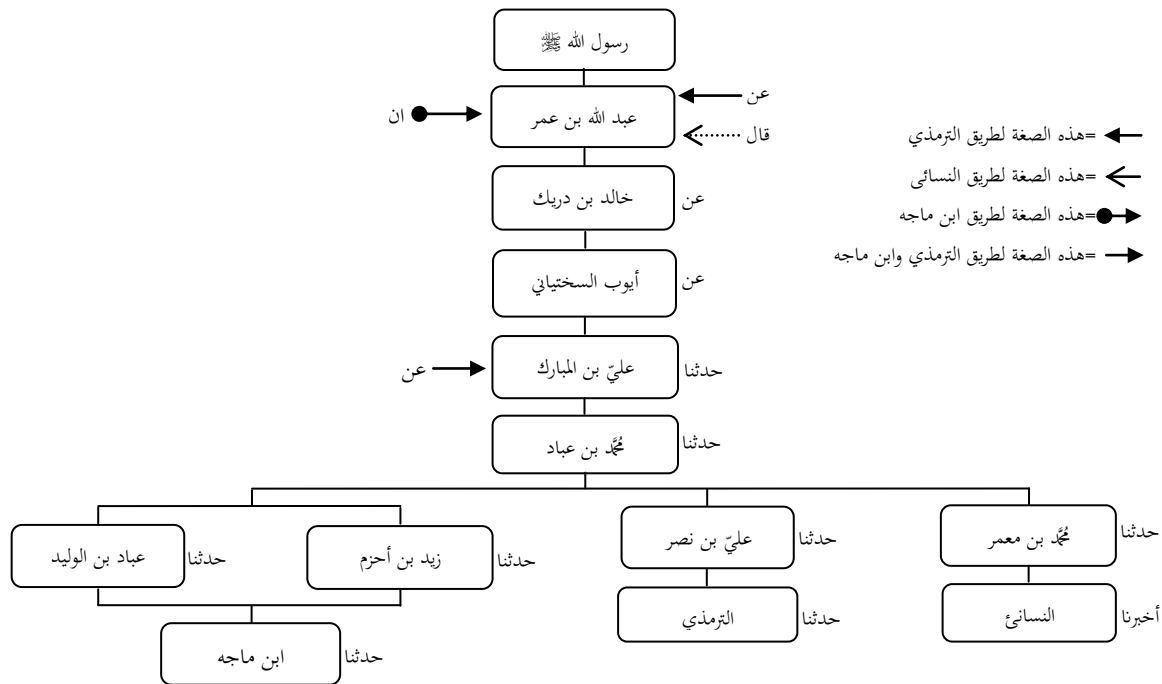 رسول الله ﷺ
عن
عبد الله بن عمر
ان
قال
=هذه الصغة لطريق الترمذي
=هذه الصغة لطريق النسائى
=هذه الصغة لطريق ابن ماجه
=هذه الصغة لطريق الترمذي وابن ماجه
عن
خالد بن دريك
عن
أيوب السختياني
حدثنا
عليّ بن المبارك
عن
حدثنا
مُحَمَّد بن عباد
حدثنا
مُحَمَّد بن معمر
حدثنا
عليّ بن نصر
حدثنا
زيد بن أحزم
حدثنا
عباد بن الوليد
أخبرنا
النسانئ
حدثنا
الترمذي
حدثنا
ابن ماجه